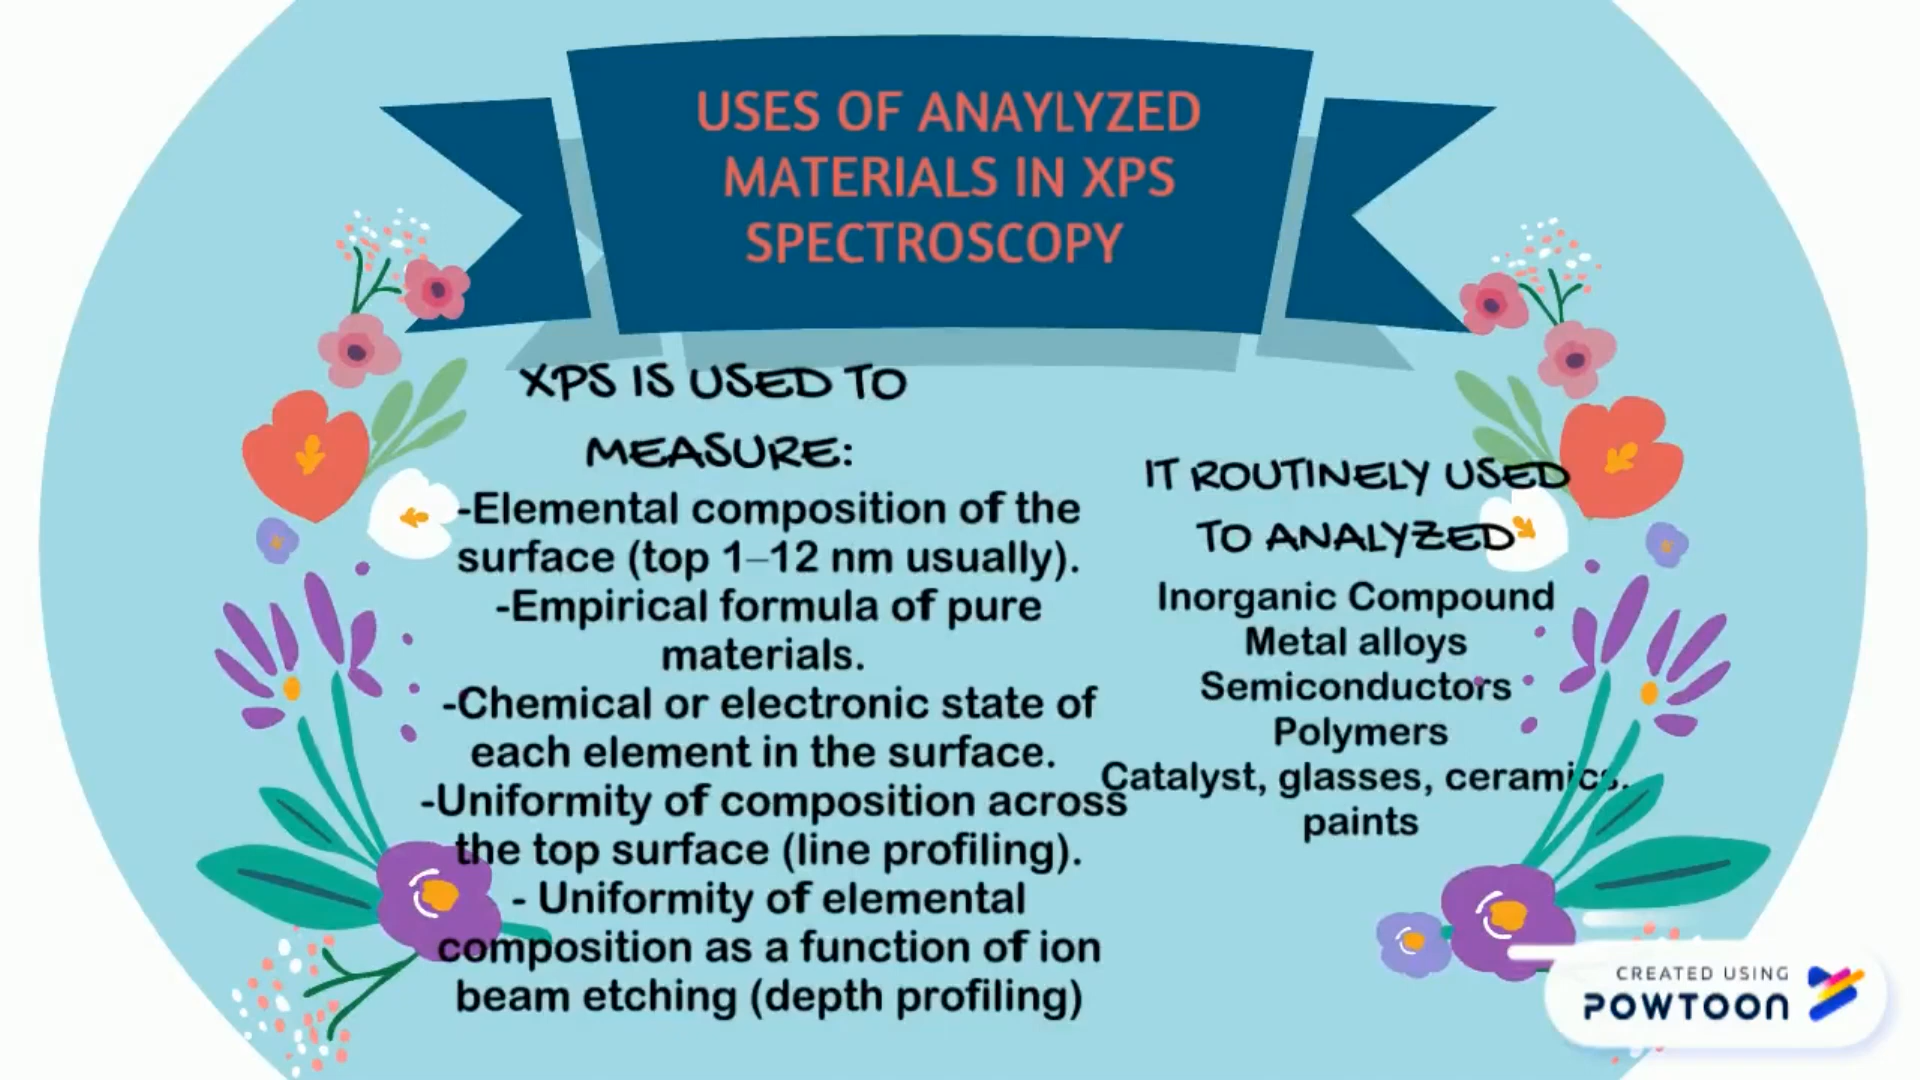 USES OF ANAYLYZED
MATERIALS IN XPS
SPECTROSCOPY
XPS IS USED TO
MEASURE:
-Elemental composition of the
surface (top 1–12 nm usually).
-Empirical formula of pure
materials.
-Chemical or electronic state of
each element in the surface.
-Uniformity of composition across
the top surface (line profiling).
- Uniformity of elemental
composition as a function of ion
beam etching (depth profiling)
IT ROUTINELY USED
TO ANALYZED
Inorganic Compound
Metal alloys
Semiconductors
Polymers
Catalyst, glasses, ceramics.
paints
CREATED USING
POWTOON